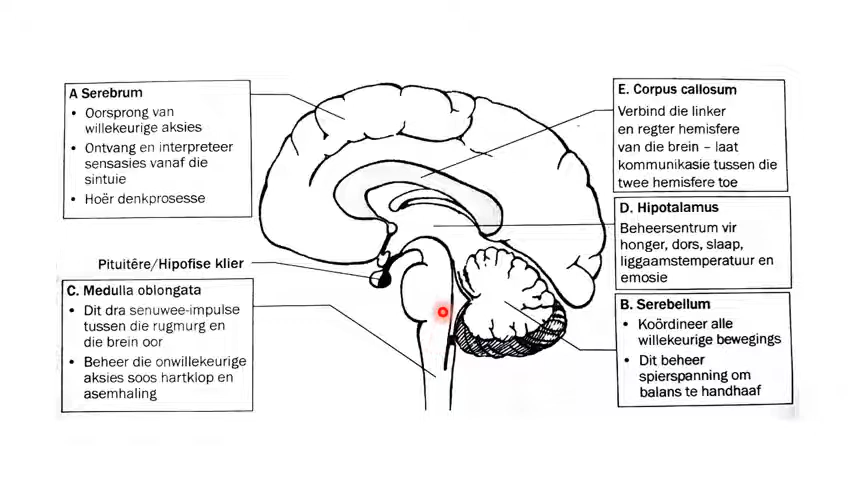 A Serebrum
• Oorsprong van
willekeurige aksies
• Ontvang en interpreteer
sensasies vanaf die
sintuie
• Hoër denkprosesse
Pituitêre/Hipofise klier
C. Medulla oblongata
• Dit dra senuwee-impulse
tussen die rugmurg en
die brein oor
• Beheer die onwillekeurige
aksies soos hartklop en
asemhaling
E. Corpus callosum
Verbind die linker
en regter hemisfere
van die brein – laat
kommunikasie tussen die
twee hemisfere toe
D. Hipotalamus
Beheersentrum vir
honger, dors, slaap,
liggaamstemperatuur en
emosie
B. Serebellum
• Koördineer alle
willekeurige bewegings
• Dit beheer
spierspanning om
balans te handhaaf